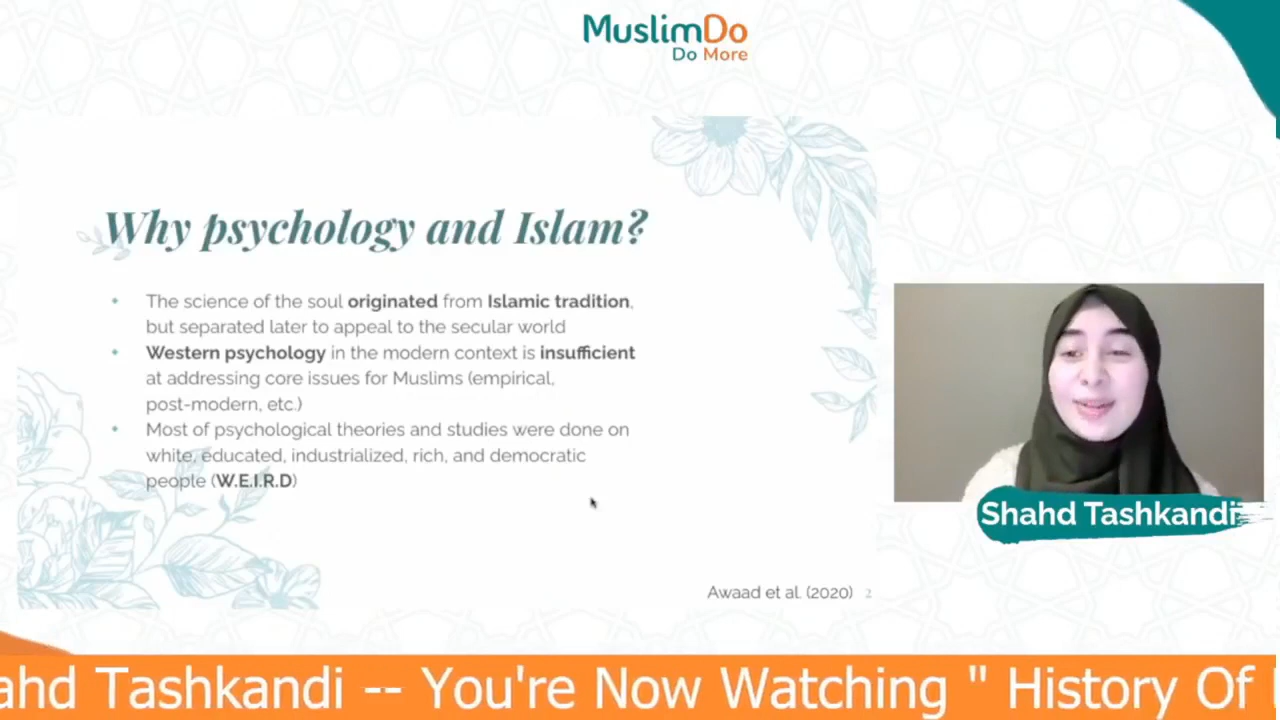 MuslimDo
Do More
Why psychology and Islam?
The science of the soul originated from Islamic tradition,
but separated later to appeal to the secular world
Western psychology in the modern context is insufficient
at addressing core issues for Muslims (empirical,
post-modern, etc.)
Most of psychological theories and studies were done on
white, educated, industrialized, rich, and democratic
people (W.E.I.R.D)
Awaad et al. (2020) 2
Shahd Tashkandi
ahd Tashkandi -- You're Now Watching " History Of